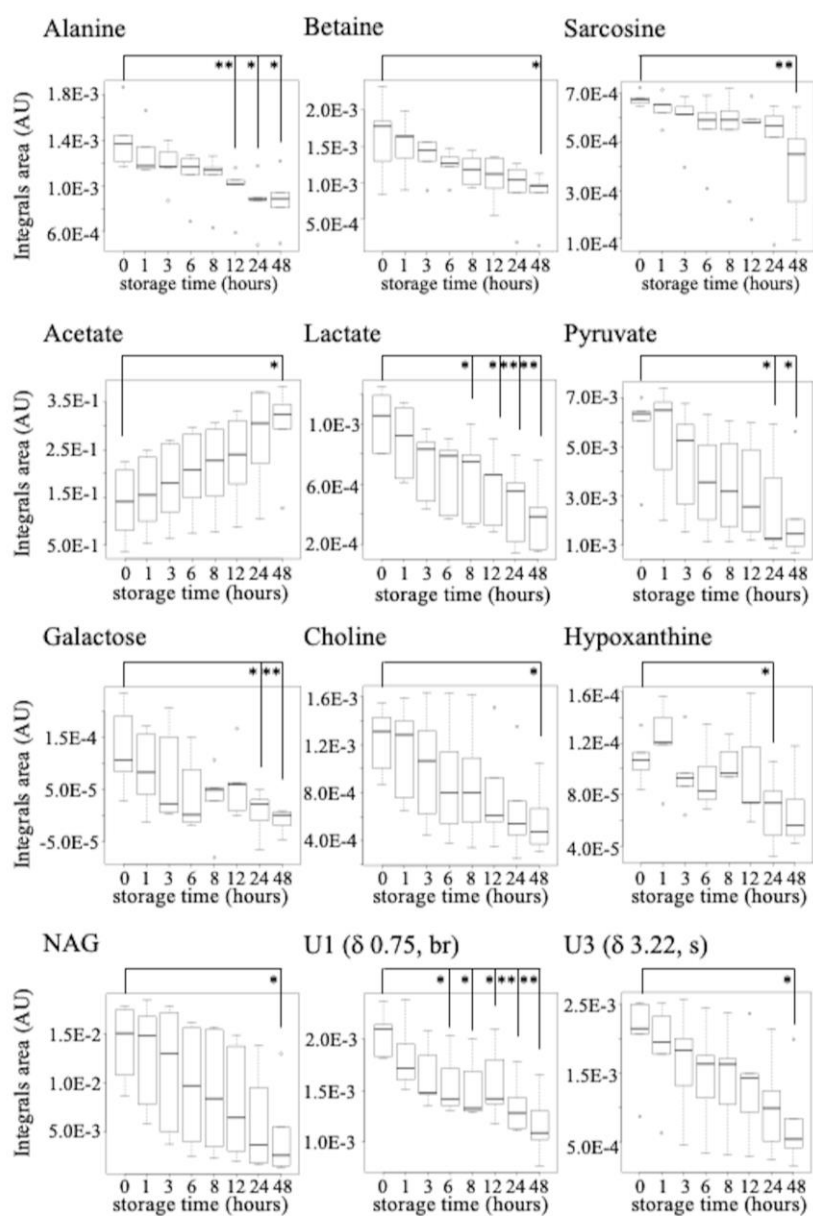 Alanine
** * *
Integrals area (AU)
1.8E-3
1.4E-3
1.0E-3
6.0E-4
0 1 3 6 8 12 24 48
storage time (hours)
Betaine
*
2.0E-3
1.5E-3
1.0E-3
5.0E-4
0 1 3 6 8 12 24 48
storage time (hours)
Sarcosine
**
7.0E-4
4.0E-4
1.0E-4
0 1 3 6 8 12 24 48
storage time (hours)
Acetate
*
Integrals area (AU)
3.5E-1
2.5E-1
1.5E-1
5.0E-1
0 1 3 6 8 12 24 48
storage time (hours)
Lactate
* * ** **
1.0E-3
6.0E-4
2.0E-4
0 1 3 6 8 12 24 48
storage time (hours)
Pyruvate
* *
7.0E-3
5.0E-3
3.0E-3
1.0E-3
0 1 3 6 8 12 24 48
storage time (hours)
Galactose
* **
Integrals area (AU)
1.5E-4
5.0E-5
-5.0E-5
0 1 3 6 8 12 24 48
storage time (hours)
Choline
*
1.6E-3
1.2E-3
8.0E-4
4.0E-4
0 1 3 6 8 12 24 48
storage time (hours)
Hypoxanthine
*
1.6E-4
1.2E-4
8.0E-5
4.0E-5
0 1 3 6 8 12 24 48
storage time (hours)
NAG
*
Integrals area (AU)
1.5E-2
1.0E-2
5.0E-3
0 1 3 6 8 12 24 48
storage time (hours)
U1 (δ 0.75, br)
* * * ** **
2.0E-3
1.5E-3
1.0E-3
0 1 3 6 8 12 24 48
storage time (hours)
U3 (δ 3.22, s)
*
2.5E-3
1.5E-3
5.0E-4
0 1 3 6 8 12 24 48
storage time (hours)